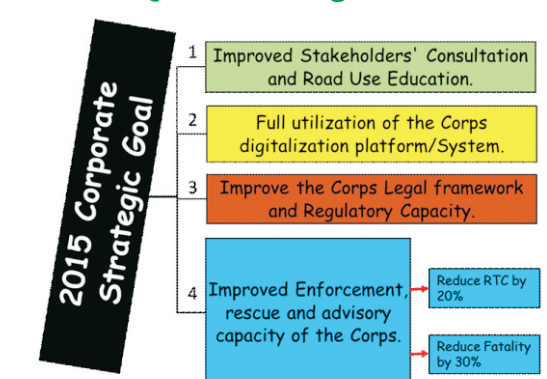 2015 Corporate
Strategic Goal
1
Improved Stakeholders' Consultation
and Road Use Education.
2
Full utilization of the Corps
digitalization platform/System.
3
Improve the Corps Legal framework
and Regulatory Capacity.
4
Improved Enforcement,
rescue and advisory
capacity of the Corps.
Reduce RTC by
20%
Reduce Fatality
by 30%